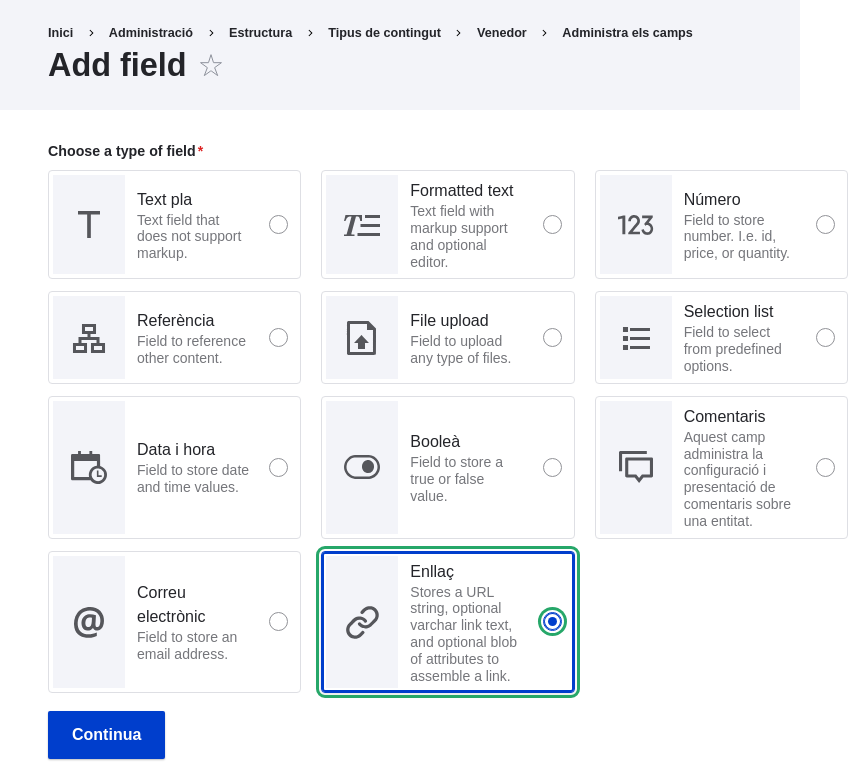 Inici > Administració > Estructura > Tipus de contingut > Venedor > Administra els camps
Add field
Choose a type of field*
T
Text pla
Text field that
does not support
markup.
T
Formatted text
Text field with
markup support
and optional
editor.
123
Número
Field to store
number. I.e. id,
price, or quantity.
Referència
Field to reference
other content.
File upload
Field to upload
any type of files.
Selection list
Field to select
from predefined
options.
Data i hora
Field to store date
and time values.
Booleà
Field to store a
true or false
value.
Comentaris
Aquest camp
administra la
configuració i
presentació de
comentaris sobre
una entitat.
@
Correu
electrònic
Field to store an
email address.
Enllaç
Stores a URL
string, optional
varchar link text,
and optional blob
of attributes to
assemble a link.
Continua